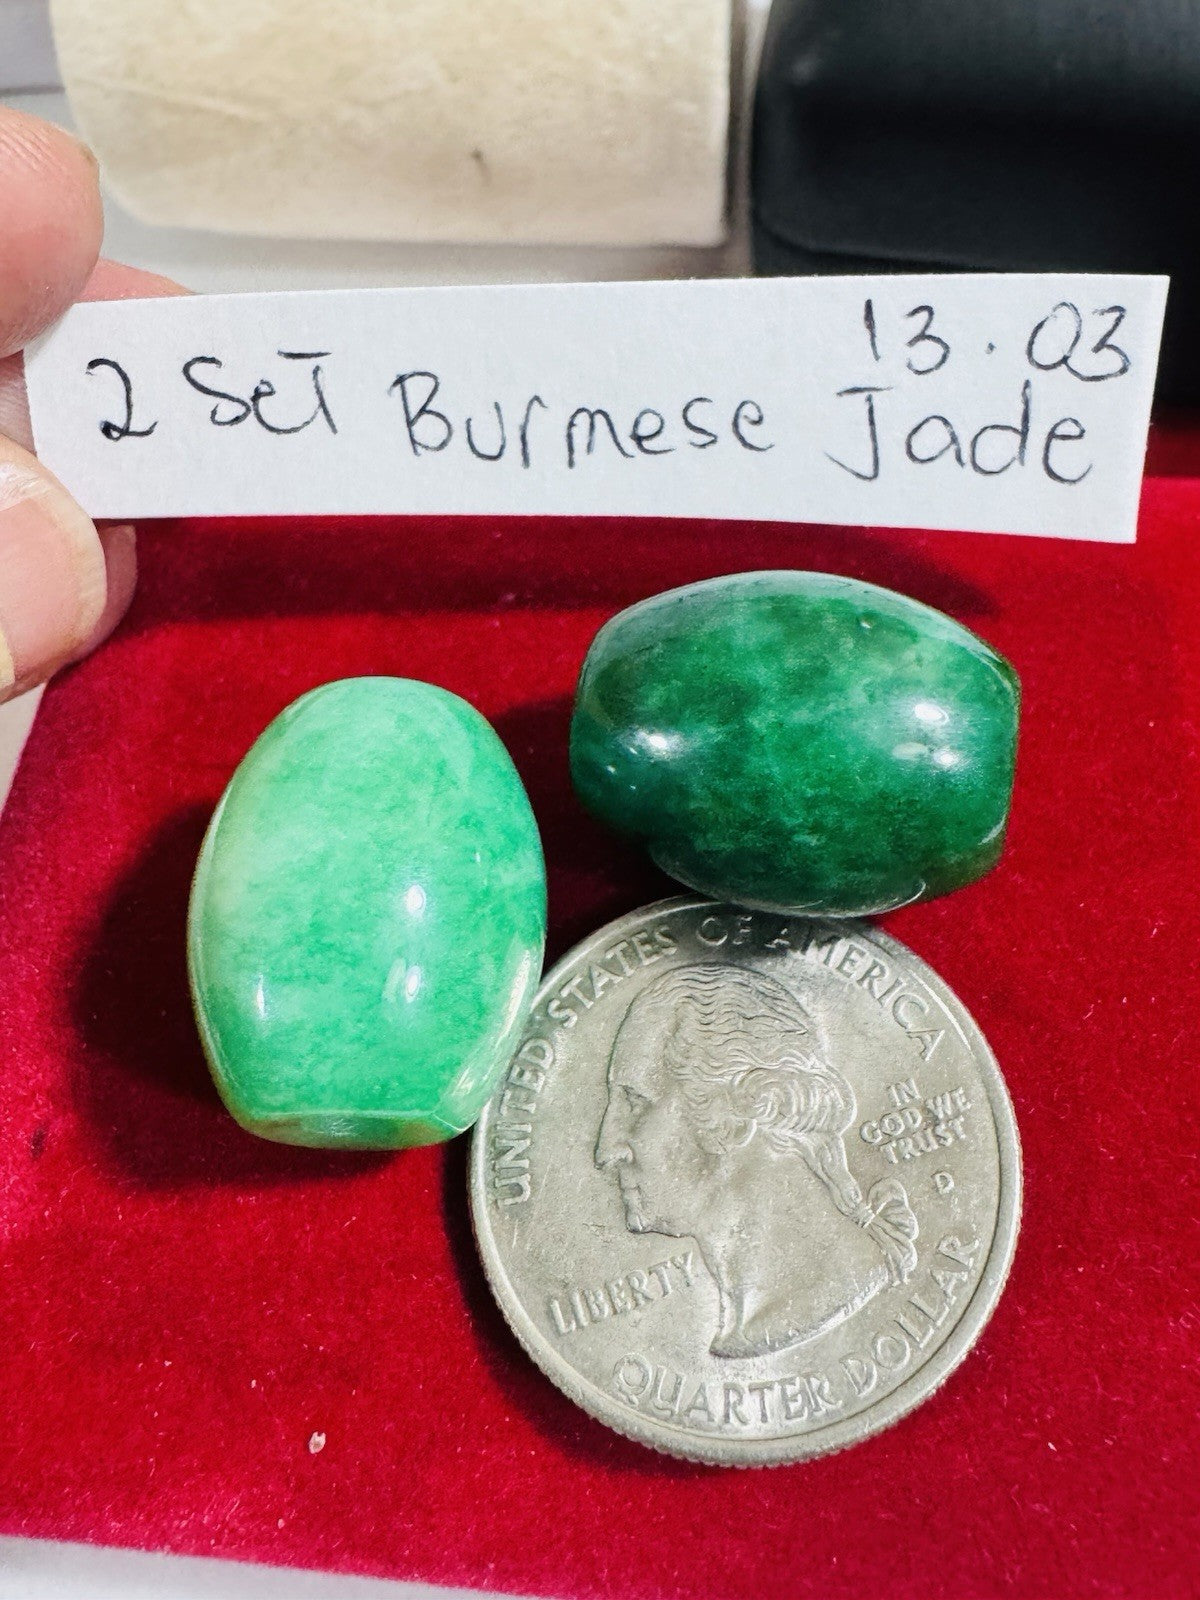 13.03
2 Set Burmese Jade
UNITED STATES OF AMERICA
IN
GOD WE
TRUST
D
LIBERTY
QUARTER DOLLAR